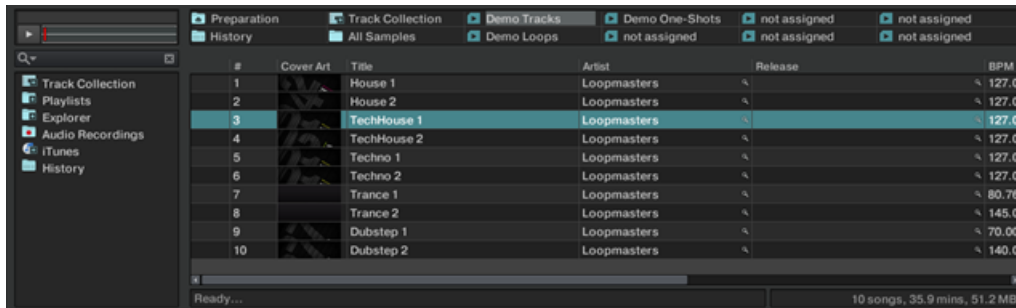 Preparation Track Collection Demo Tracks Demo One-Shots not assigned not assigned
History All Samples Demo Loops not assigned not assigned not assigned
# Cover Art Title Artist Release BPM
Track Collection
Playlists
Explorer
Audio Recordings
iTunes
History
1 House 1 Loopmasters 127.0
2 House 2 Loopmasters 127.0
3 TechHouse 1 Loopmasters 127.0
4 TechHouse 2 Loopmasters 127.0
5 Techno 1 Loopmasters 127.0
6 Techno 2 Loopmasters 127.0
7 Trance 1 Loopmasters 80.76
8 Trance 2 Loopmasters 145.0
9 Dubstep 1 Loopmasters 70.00
10 Dubstep 2 Loopmasters 140.0
Ready... 10 songs, 35.9 mins, 51.2 MB